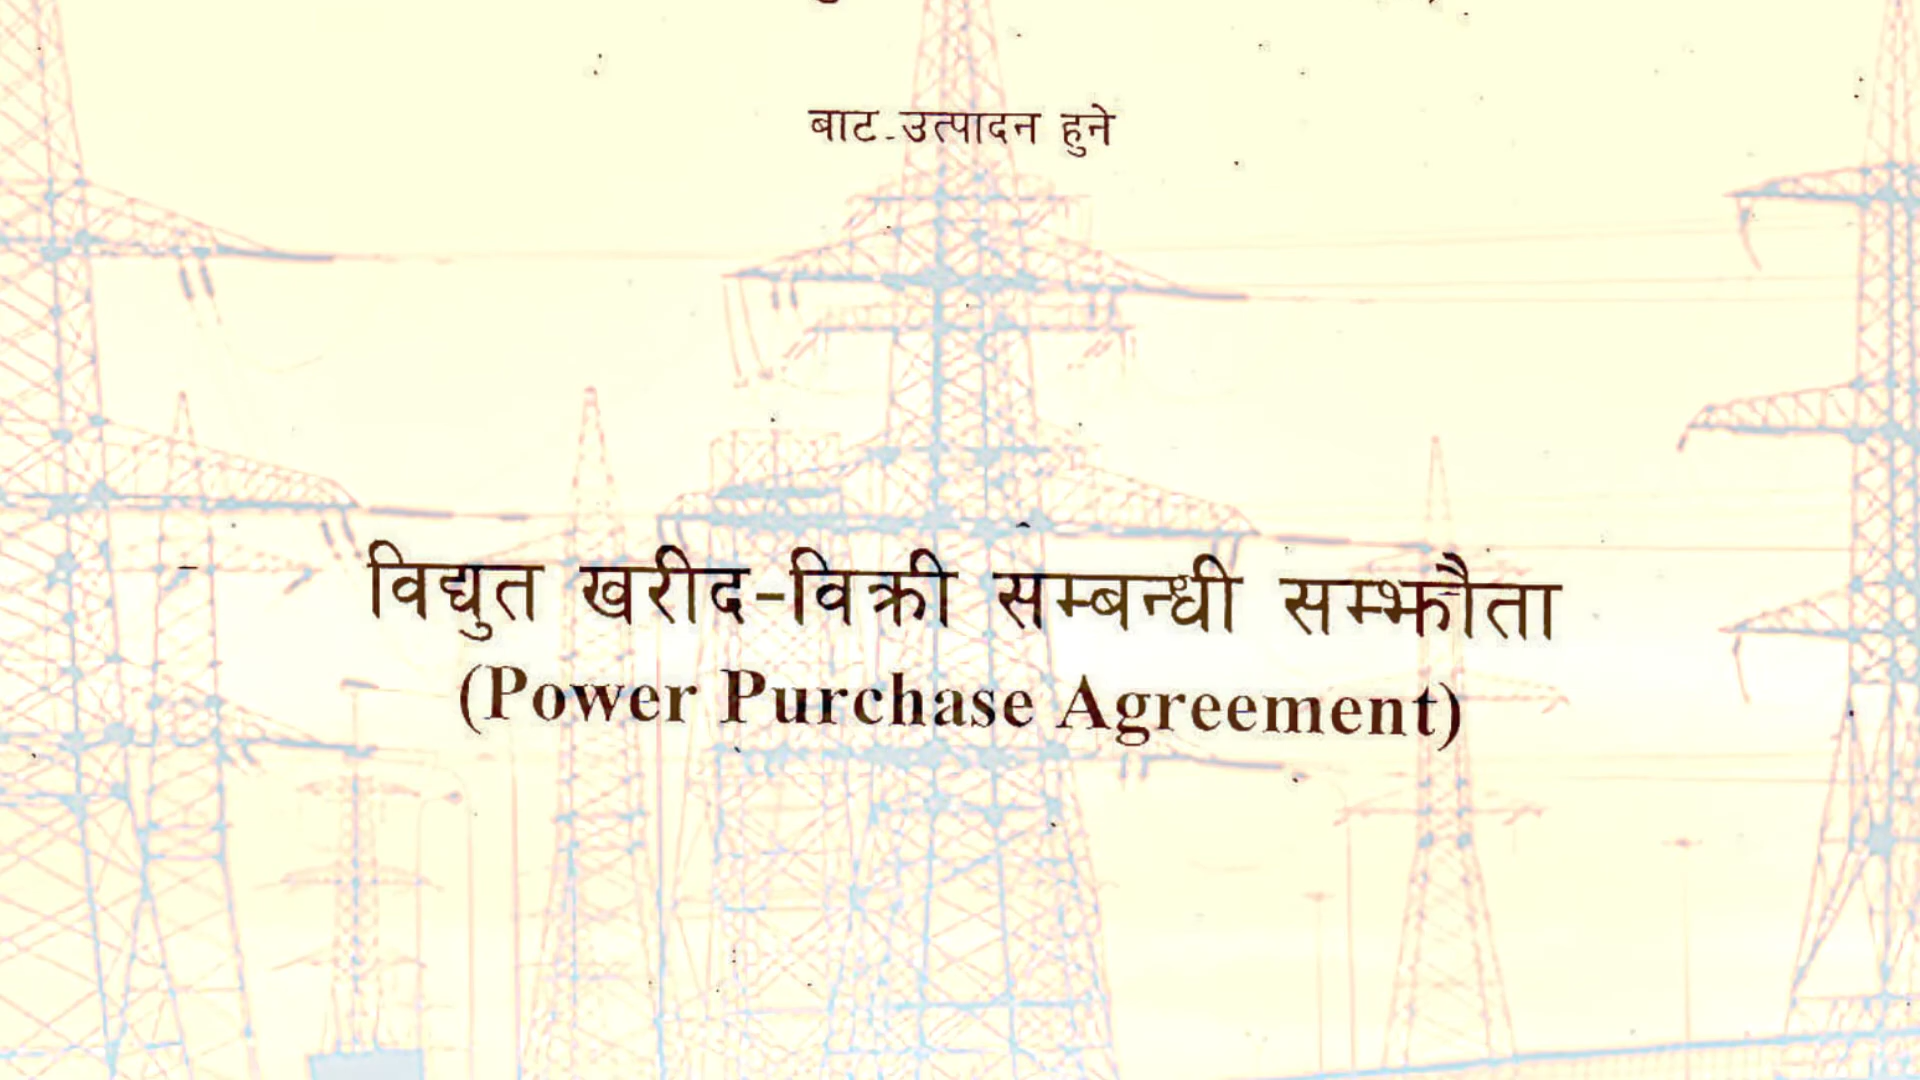 बाट उत्पादन हुने
विद्युत खरीद-विक्री सम्बन्धी सम्झौता
(Power Purchase Agreement)